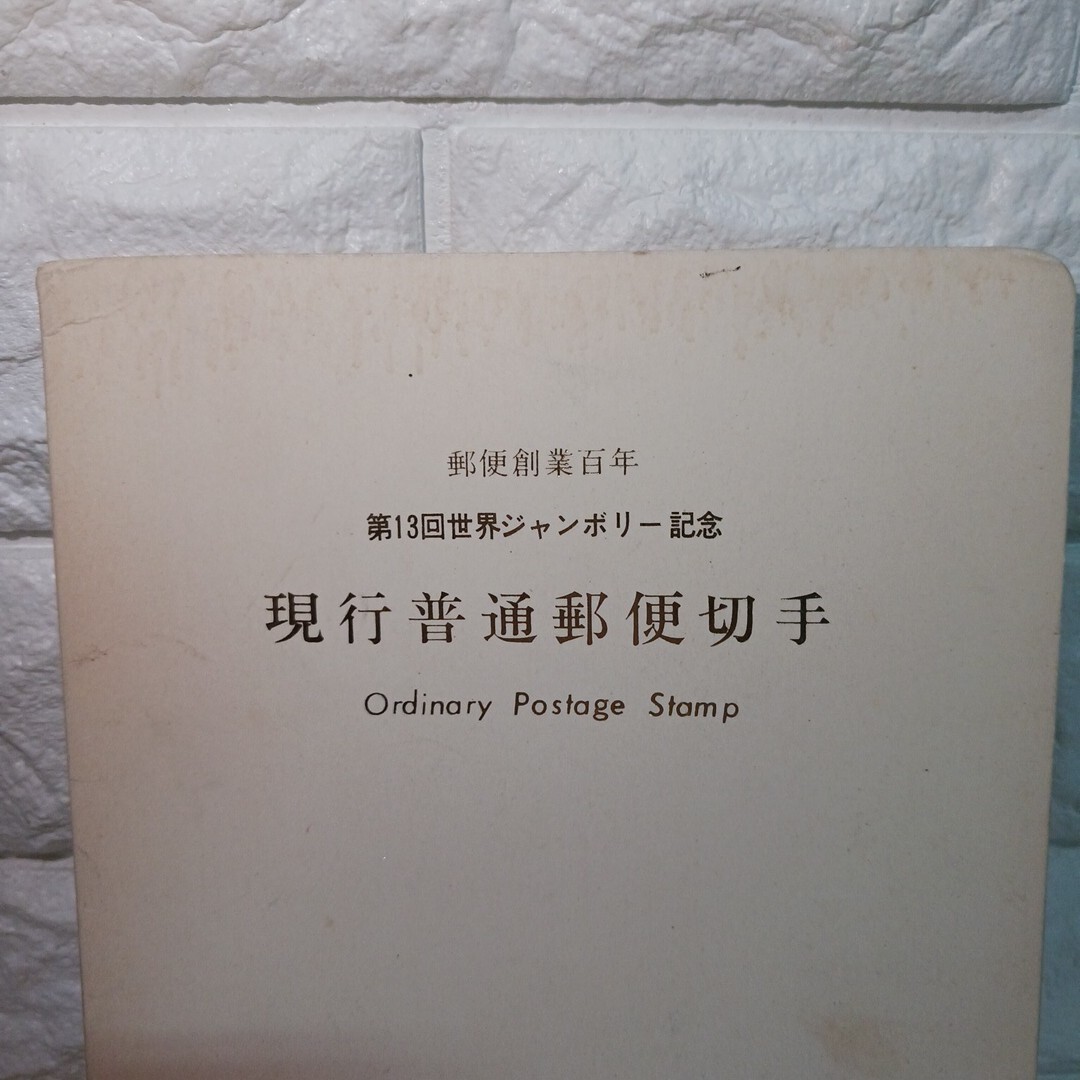 郵便創業百年
第13回世界ジャンボリー記念
現行普通郵便切手
Ordinary Postage Stamp